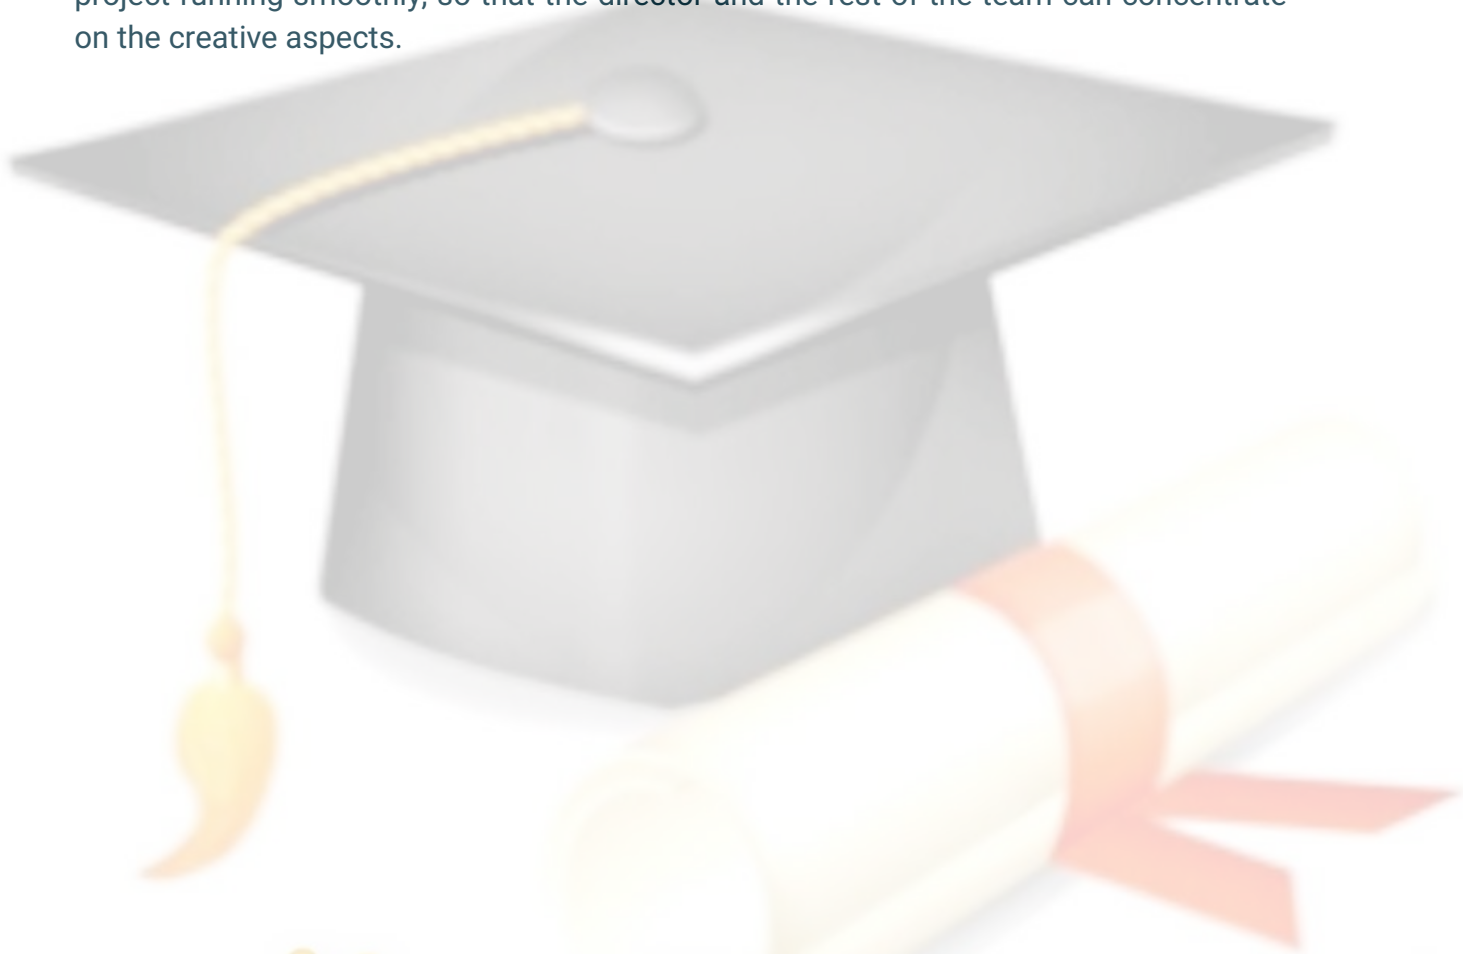 project running smoothly, so that the director and the rest of the team can concentrate
on the creative aspects.